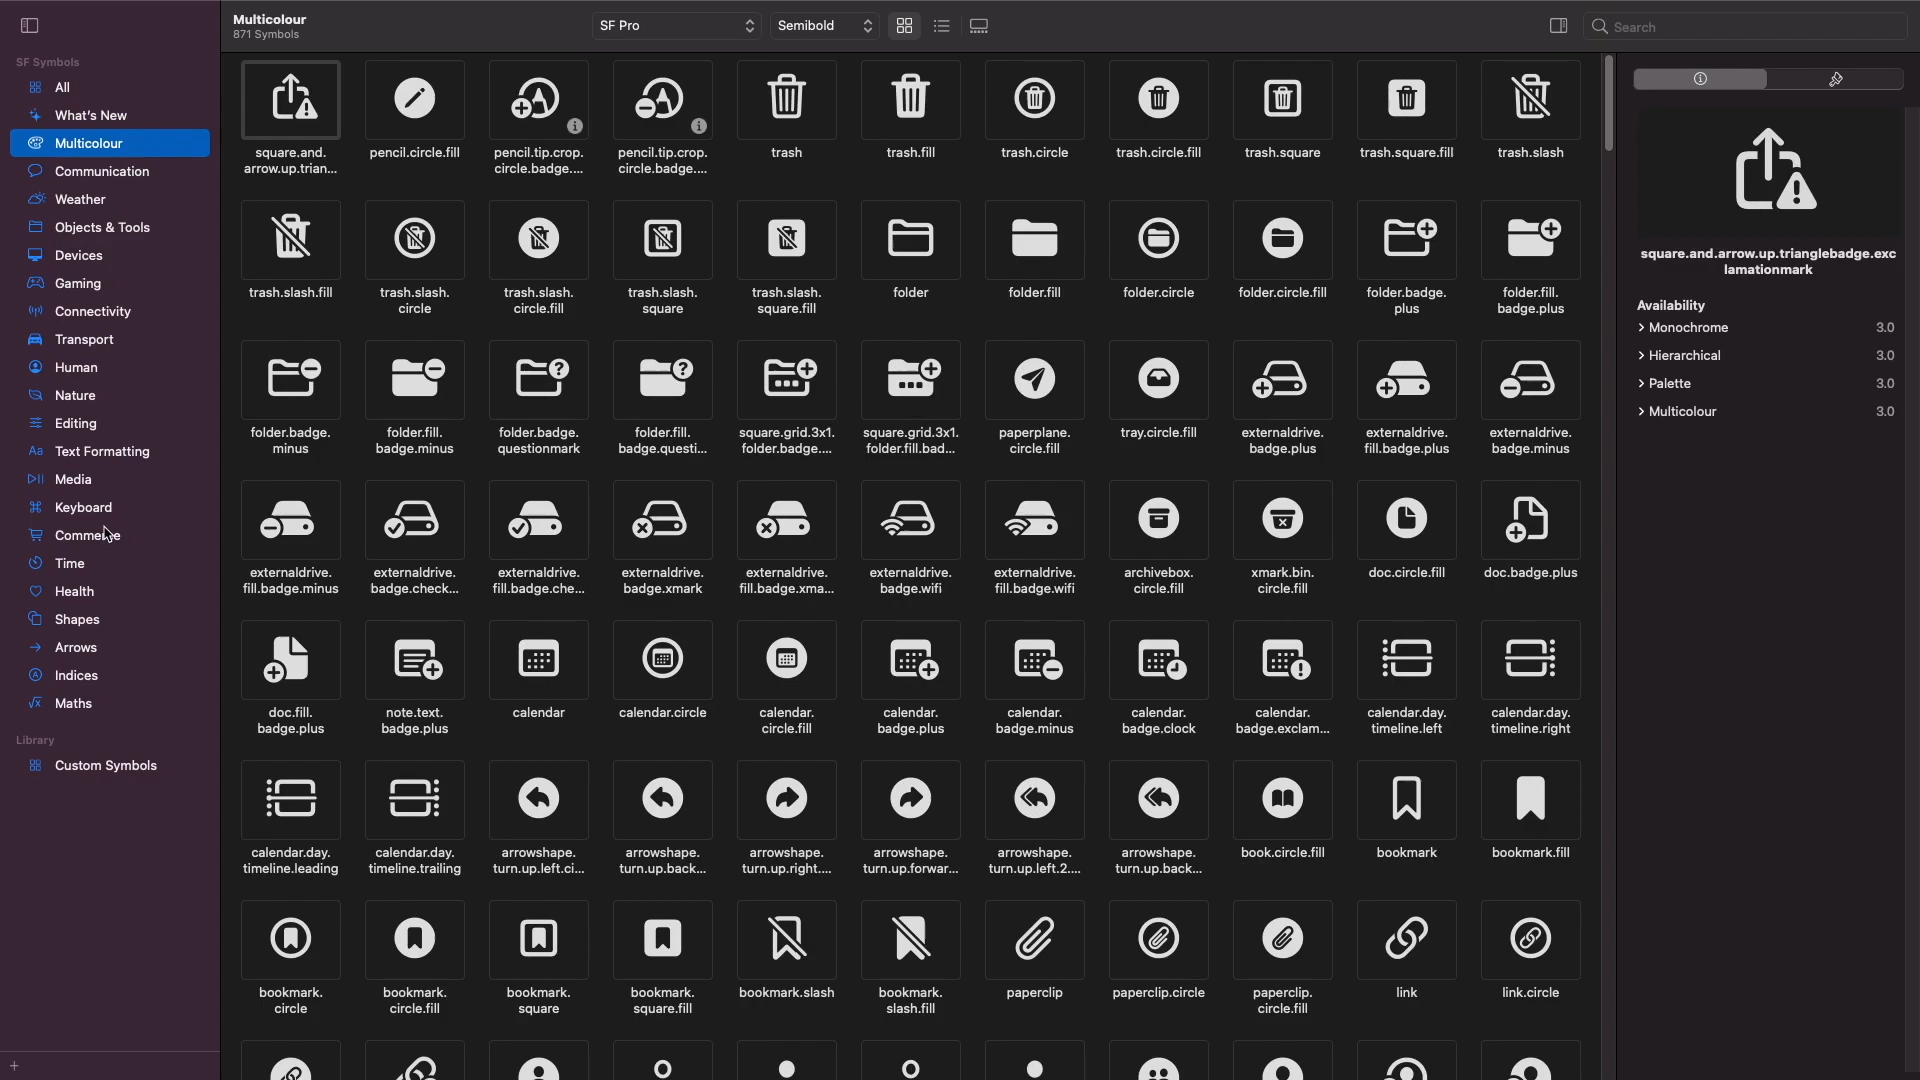 Multicolour
871 Symbols
SF Pro
Semibold
Search
SF Symbols
All
What's New
Multicolour
Communication
Weather
Objects & Tools
Devices
Gaming
Connectivity
Transport
Human
Nature
Editing
Aa Text Formatting
Media
Keyboard
Commerce
Time
Health
Shapes
Arrows
Indices
Maths
Library
Custom Symbols
square.and.
arrow.up.trian...
pencil.circle.fill
pencil.tip.crop.
circle.badge....
pencil.tip.crop.
circle.badge....
trash
trash.fill
trash.circle
trash.circle.fill
trash.square
trash.square.fill
trash.slash
trash.slash.fill
trash.slash.
circle
trash.slash.
circle.fill
trash.slash.
square
trash.slash.
square.fill
folder
folder.fill
folder.circle
folder.circle.fill
folder.badge.
plus
folder.fill.
badge.plus
folder.badge.
minus
folder.fill.
badge.minus
folder.badge.
questionmark
folder.fill.
badge.questi...
square.grid.3x1.
folder.badge....
square.grid.3x1.
folder.fill.bad...
paperplane.
circle.fill
tray.circle.fill
externaldrive.
badge.plus
externaldrive.
fill.badge.plus
externaldrive.
badge.minus
externaldrive.
fill.badge.minus
externaldrive.
badge.check...
externaldrive.
fill.badge.che...
externaldrive.
badge.xmark
externaldrive.
fill.badge.xma...
externaldrive.
badge.wifi
externaldrive.
fill.badge.wifi
archivebox.
circle.fill
xmark.bin.
circle.fill
doc.circle.fill
doc.badge.plus
doc.fill.
badge.plus
note.text.
badge.plus
calendar
calendar.circle
calendar.
circle.fill
calendar.
badge.plus
calendar.
badge.minus
calendar.
badge.clock
calendar.
badge.exclam...
calendar.day.
timeline.left
calendar.day.
timeline.right
calendar.day.
timeline.leading
calendar.day.
timeline.trailing
arrowshape.
turn.up.left.ci...
arrowshape.
turn.up.back...
arrowshape.
turn.up.right....
arrowshape.
turn.up.forwar...
arrowshape.
turn.up.left.2....
arrowshape.
turn.up.back...
book.circle.fill
bookmark
bookmark.fill
bookmark.
circle
bookmark.
circle.fill
bookmark.
square
bookmark.
square.fill
bookmark.slash
bookmark.
slash.fill
paperclip
paperclip.circle
paperclip.
circle.fill
link
link.circle
square.and.arrow.up.trianglebadge.exc
lamationmark
Availability
Monochrome 3.0
Hierarchical 3.0
Palette 3.0
Multicolour 3.0